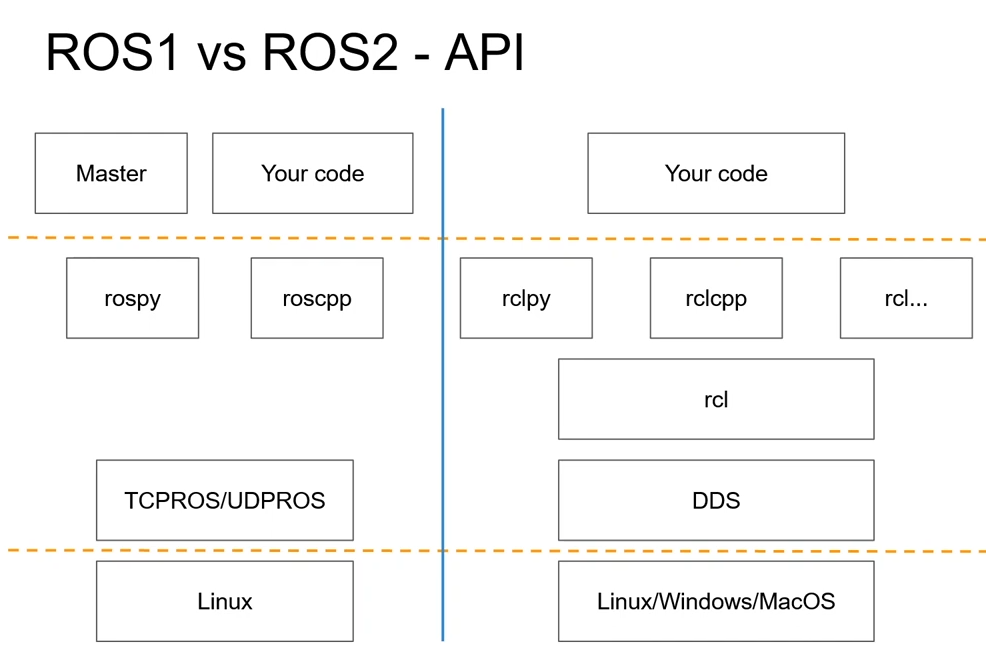 ROS1 vs ROS2 - API
Master
Your code
Your code
rospy
roscpp
rclpy
rclcpp
rcl...
rcl
TCPROS/UDPROS
DDS
Linux
Linux/Windows/MacOS